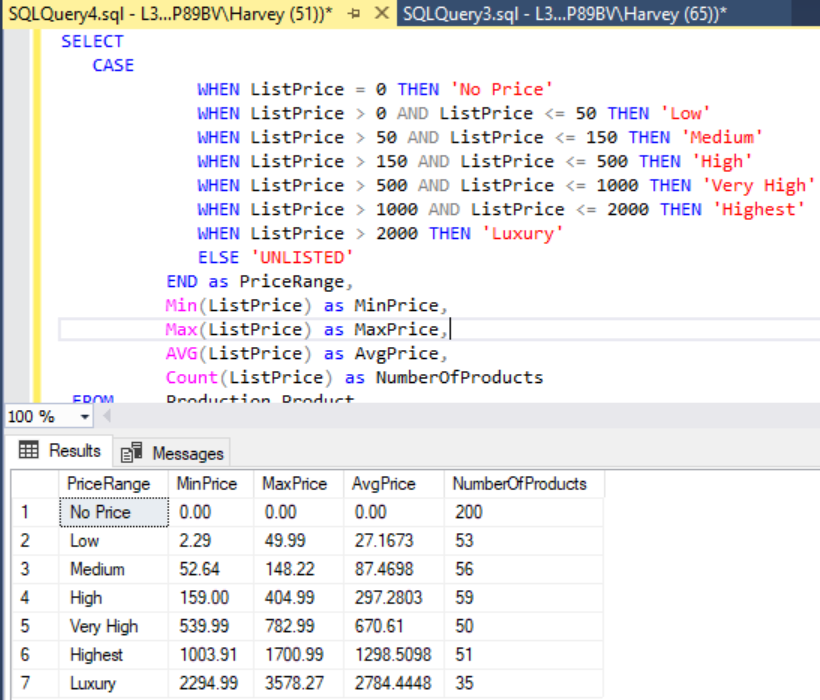 SQLQuery4.sql - L3...P89BV\Harvey (51))* SQLQuery3.sql - L3...P89BV\Harvey (65))*
SELECT
CASE
WHEN ListPrice = 0 THEN 'No Price'
WHEN ListPrice > 0 AND ListPrice <= 50 THEN 'Low'
WHEN ListPrice > 50 AND ListPrice <= 150 THEN 'Medium'
WHEN ListPrice > 150 AND ListPrice <= 500 THEN 'High'
WHEN ListPrice > 500 AND ListPrice <= 1000 THEN 'Very High'
WHEN ListPrice > 1000 AND ListPrice <= 2000 THEN 'Highest'
WHEN ListPrice > 2000 THEN 'Luxury'
ELSE 'UNLISTED'
END as PriceRange,
Min(ListPrice) as MinPrice,
Max(ListPrice) as MaxPrice,
AVG(ListPrice) as AvgPrice,
Count(ListPrice) as NumberOfProducts
FROM Production.Product
100 %
Results Messages
PriceRange MinPrice MaxPrice AvgPrice NumberOfProducts
1 No Price 0.00 0.00 0.00 200
2 Low 2.29 49.99 27.1673 53
3 Medium 52.64 148.22 87.4698 56
4 High 159.00 404.99 297.2803 59
5 Very High 539.99 782.99 670.61 50
6 Highest 1003.91 1700.99 1298.5098 51
7 Luxury 2294.99 3578.27 2784.4448 35